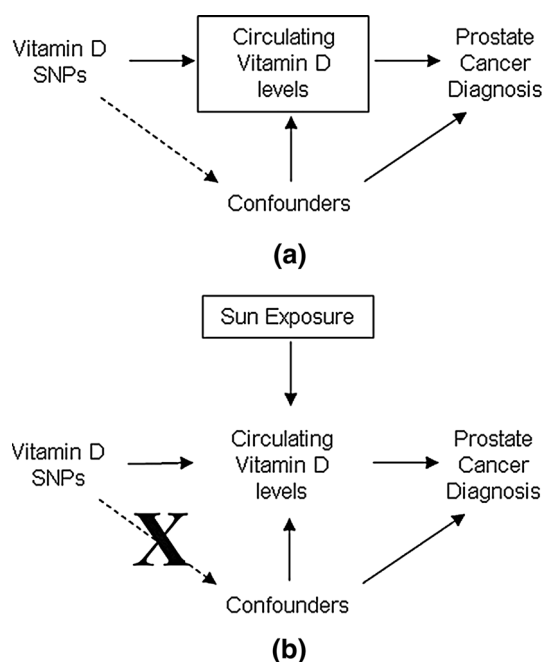 Vitamin D
SNPs
Circulating
Vitamin D
levels
Prostate
Cancer
Diagnosis
Confounders
(a)
Sun Exposure
Vitamin D
SNPs
Circulating
Vitamin D
levels
Prostate
Cancer
Diagnosis
X
Confounders
(b)